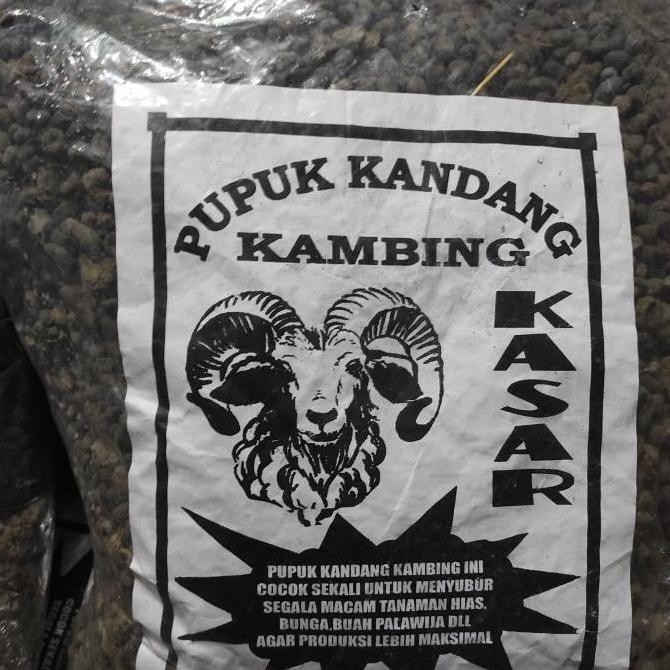 PUPUK KANDANG
KAMBING
KASAR
PUPUK KANDANG KAMBING INI
COCOK SEKALI UNTUK MENYUBUR
SEGALA MACAM TANAMAN HIAS,
BUNGA,BUAH PALAWIJA DLL
AGAR PRODUKSI LEBIH MAKSIMAL